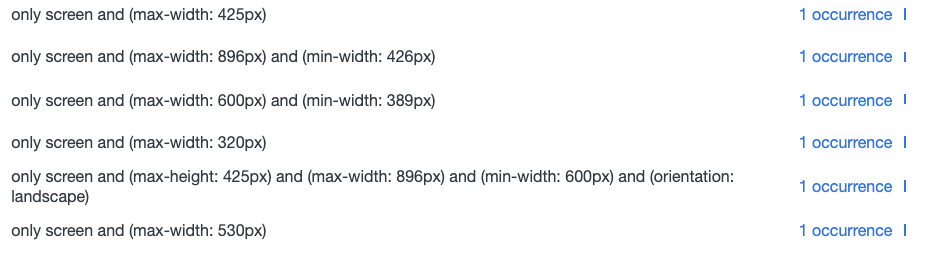 only screen and (max-width: 425px) 1 occurrence
only screen and (max-width: 896px) and (min-width: 426px) 1 occurrence
only screen and (max-width: 600px) and (min-width: 389px) 1 occurrence
only screen and (max-width: 320px) 1 occurrence
only screen and (max-height: 425px) and (max-width: 896px) and (min-width: 600px) and (orientation:
landscape) 1 occurrence
only screen and (max-width: 530px) 1 occurrence